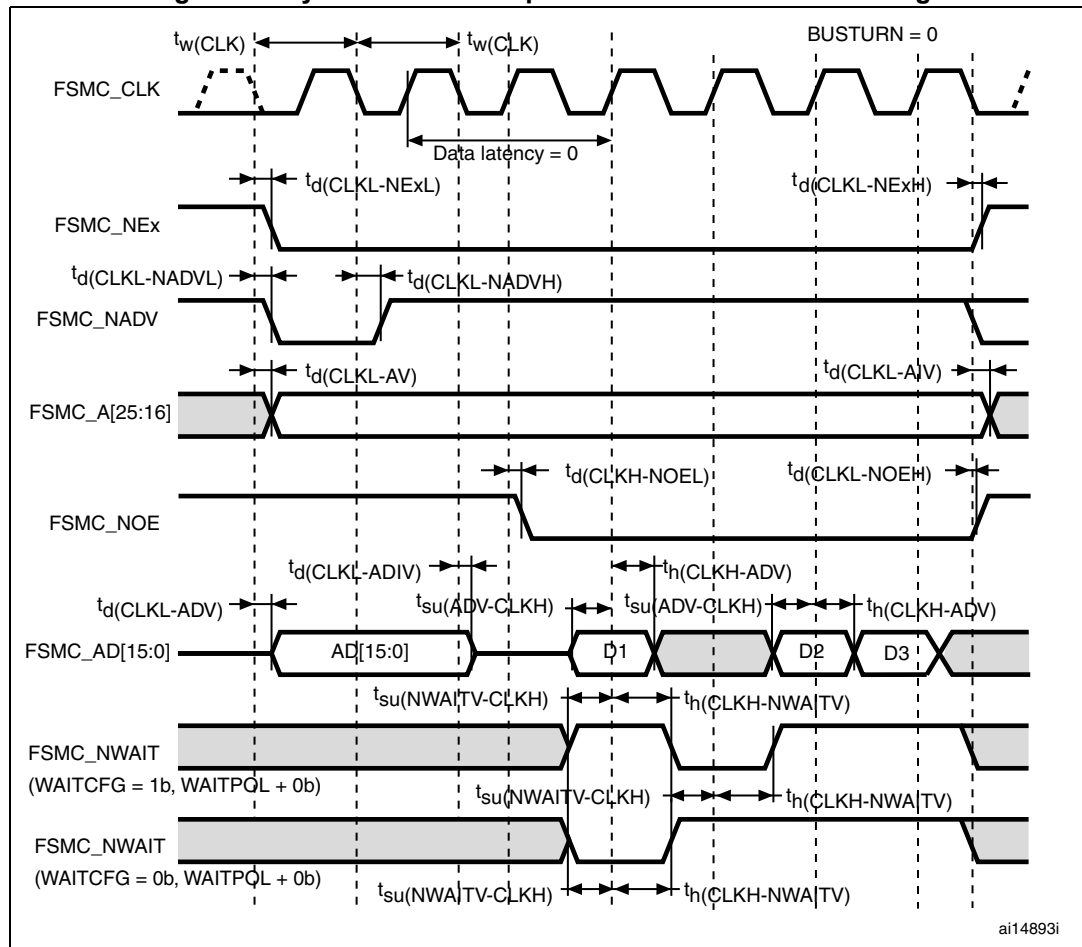 tw(CLK) tw(CLK) BUSTURN = 0
FSMC_CLK
Data latency = 0
td(CLKL-NExL) td(CLKL-NExH)
FSMC_NEx
td(CLKL-NADVL) td(CLKL-NADVH)
FSMC_NADV
td(CLKL-AV) td(CLKL-AIV)
FSMC_A[25:16]
td(CLKH-NOEL) td(CLKL-NOEH)
FSMC_NOE
td(CLKL-ADIV) th(CLKH-ADV)
td(CLKL-ADV) tsu(ADV-CLKH) tsu(ADV-CLKH) th(CLKH-ADV)
FSMC_AD[15:0] AD[15:0] D1 D2 D3
tsu(NWAITV-CLKH) th(CLKH-NWAITV)
FSMC_NWAIT
(WAITCFG = 1b, WAITPOL + 0b)
tsu(NWAITV-CLKH) th(CLKH-NWAITV)
FSMC_NWAIT
(WAITCFG = 0b, WAITPOL + 0b)
tsu(NWAITV-CLKH) th(CLKH-NWAITV)
ai14893i